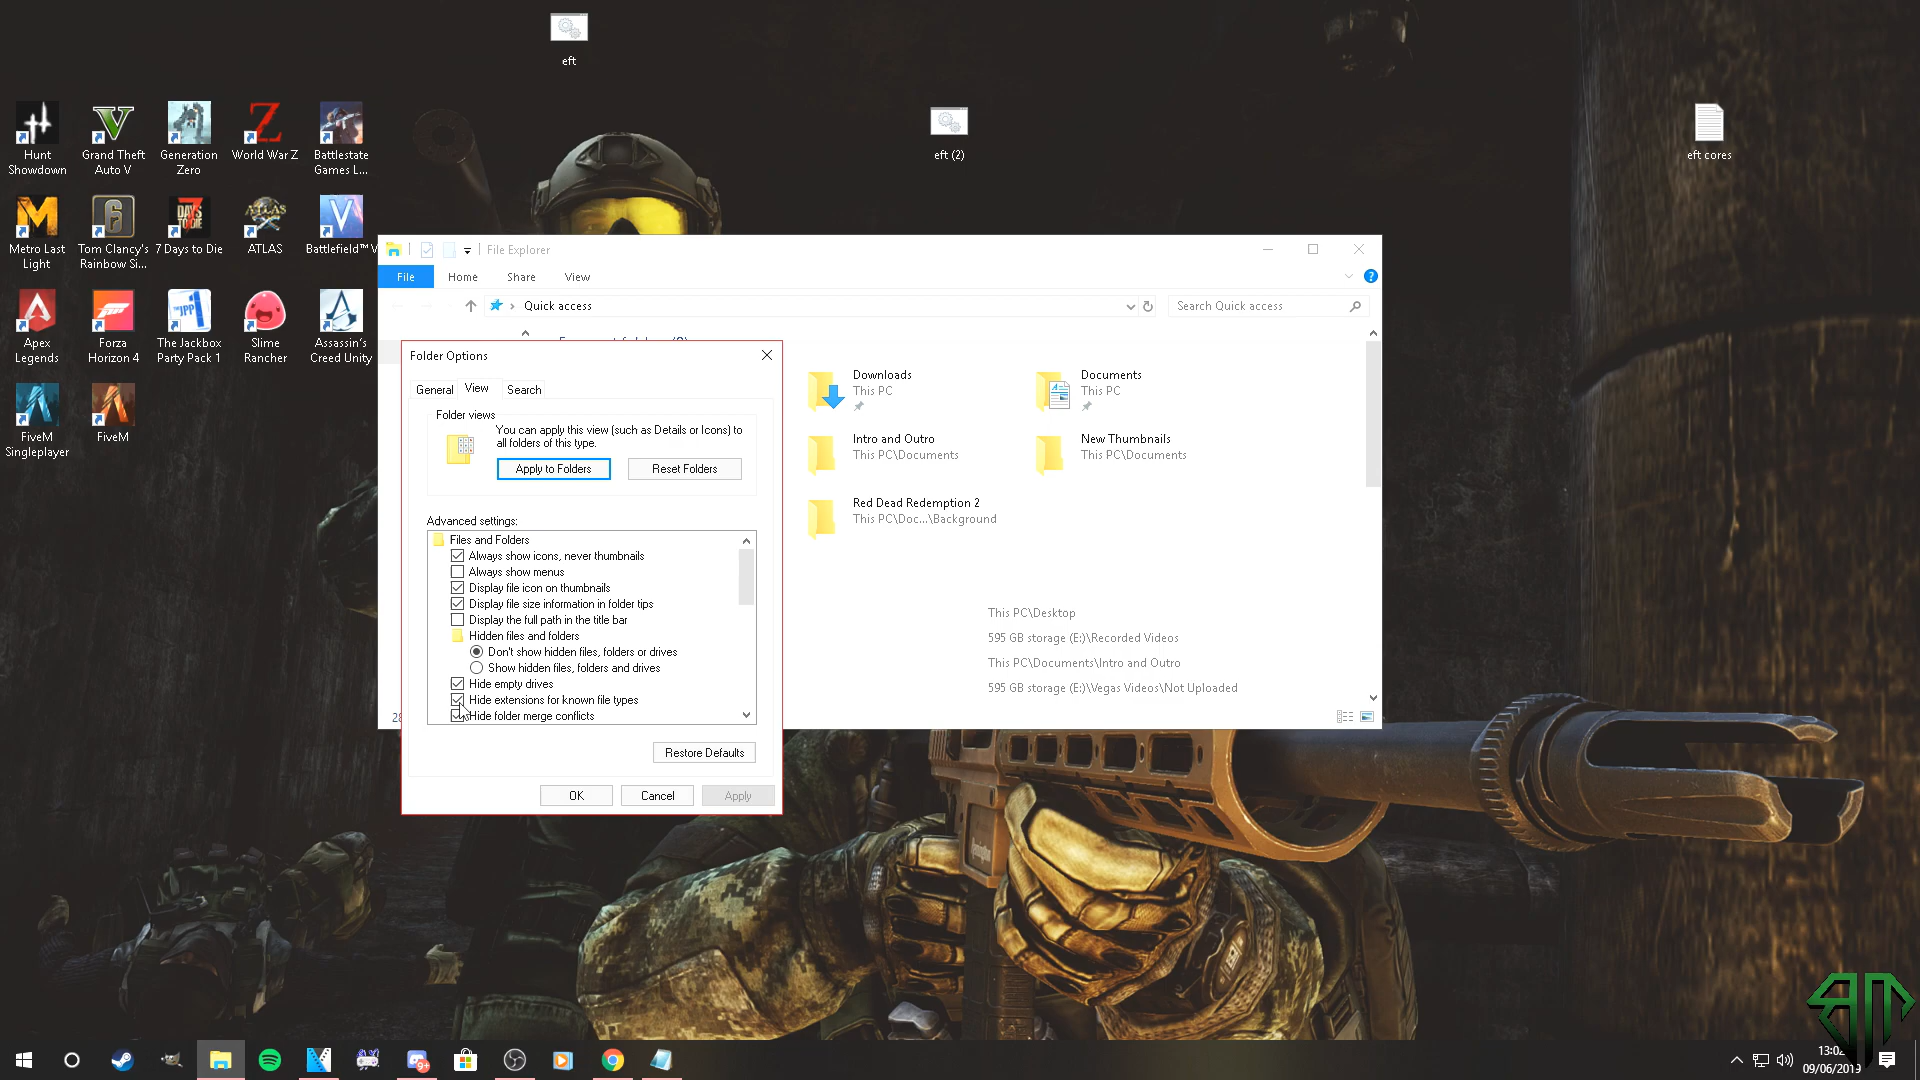 eft
eft (2)
eft cores
Hunt
Showdown
Grand Theft
Auto V
Generation
Zero
World War Z
Battlestate
Games L...
Metro Last
Light
Tom Clancy's
Rainbow Si...
7 Days to Die
ATLAS
Battlefield™ V
Apex
Legends
Forza
Horizon 4
The Jackbox
Party Pack 1
Slime
Rancher
Assassin's
Creed Unity
FiveM
Singleplayer
FiveM
File Explorer
File
Home
Share
View
Quick access
Search Quick access
Folder Options
General
View
Search
Folder views
You can apply this view (such as Details or Icons) to
all folders of this type.
Apply to Folders
Reset Folders
Advanced settings:
Files and Folders
Always show icons, never thumbnails
Always show menus
Display file icon on thumbnails
Display file size information in folder tips
Display the full path in the title bar
Hidden files and folders
Don't show hidden files, folders or drives
Show hidden files, folders and drives
Hide empty drives
Hide extensions for known file types
Hide folder merge conflicts
Restore Defaults
OK
Cancel
Apply
Downloads
This PC
Documents
This PC
Intro and Outro
This PC\Documents
New Thumbnails
This PC\Documents
Red Dead Redemption 2
This PC\Doc...\Background
This PC\Desktop
595 GB storage (E:)\Recorded Videos
This PC\Documents\Intro and Outro
595 GB storage (E:)\Vegas Videos\Not Uploaded
28
13:02
09/06/2019